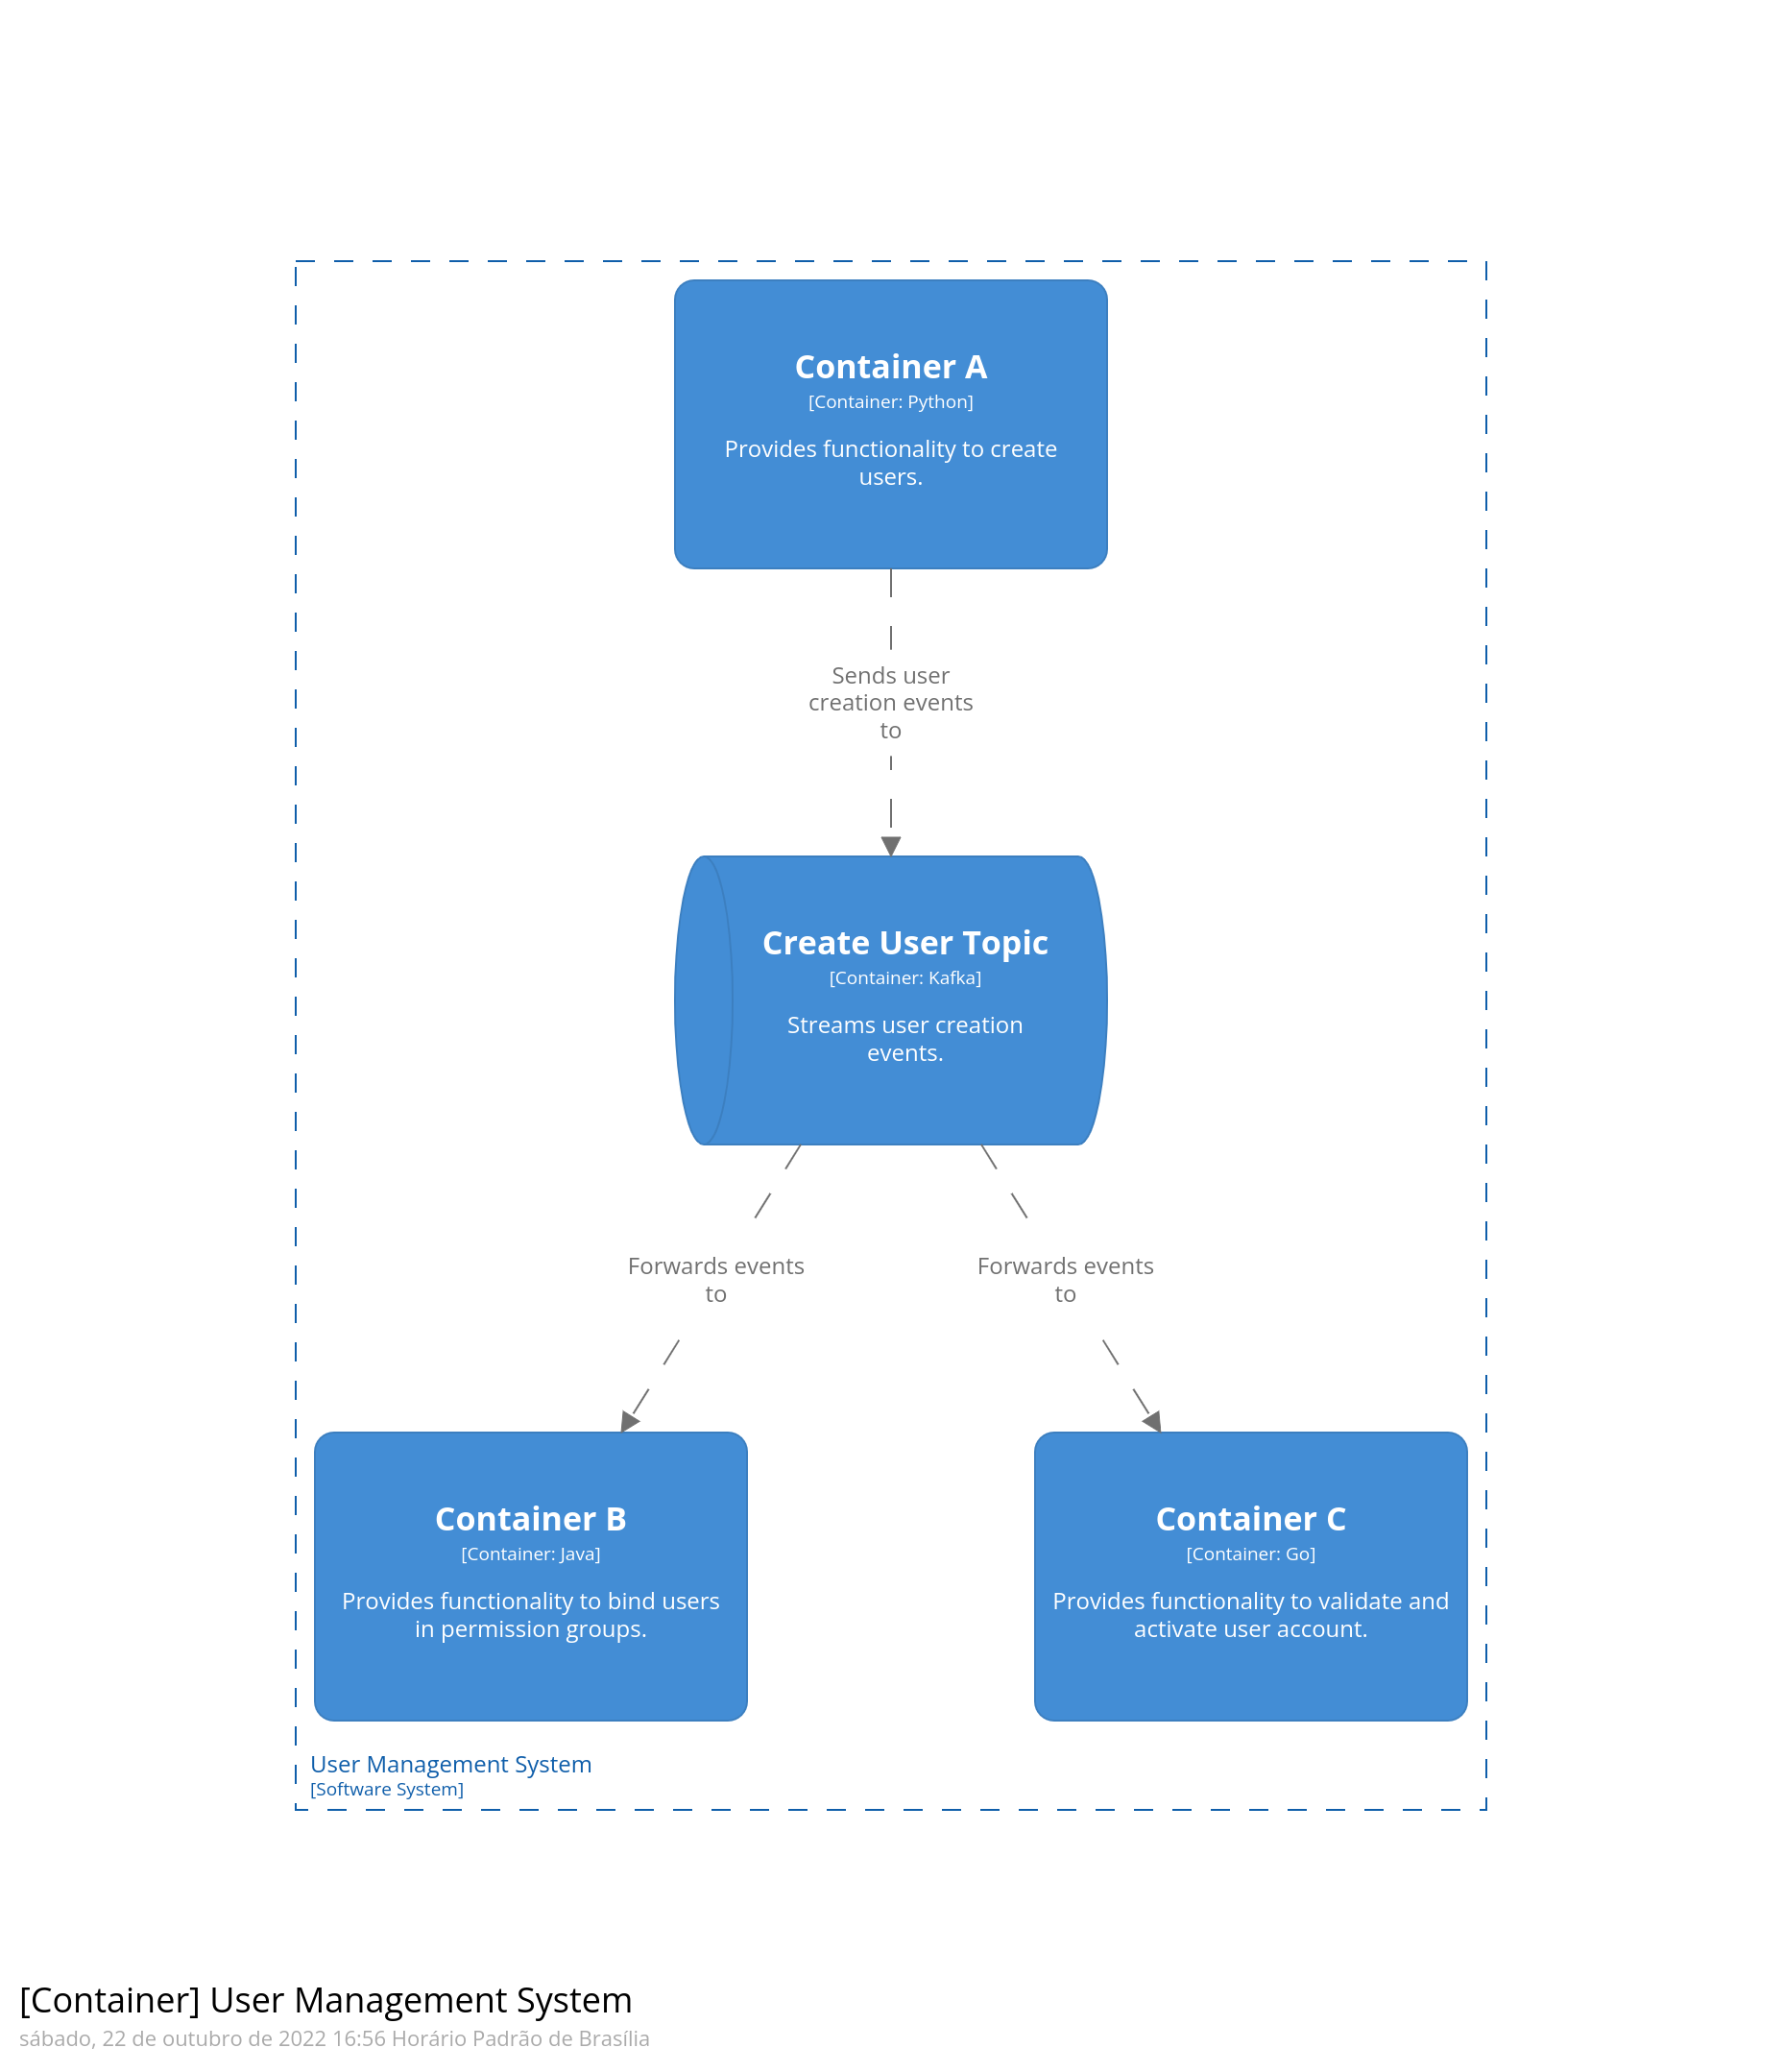 Container A
[Container: Python]
Provides functionality to create
users.
Sends user
creation events
to
Create User Topic
[Container: Kafka]
Streams user creation
events.
Forwards events
to
Forwards events
to
Container B
[Container: Java]
Provides functionality to bind users
in permission groups.
Container C
[Container: Go]
Provides functionality to validate and
activate user account.
User Management System
[Software System]
[Container] User Management System
sábado, 22 de outubro de 2022 16:56 Horário Padrão de Brasília